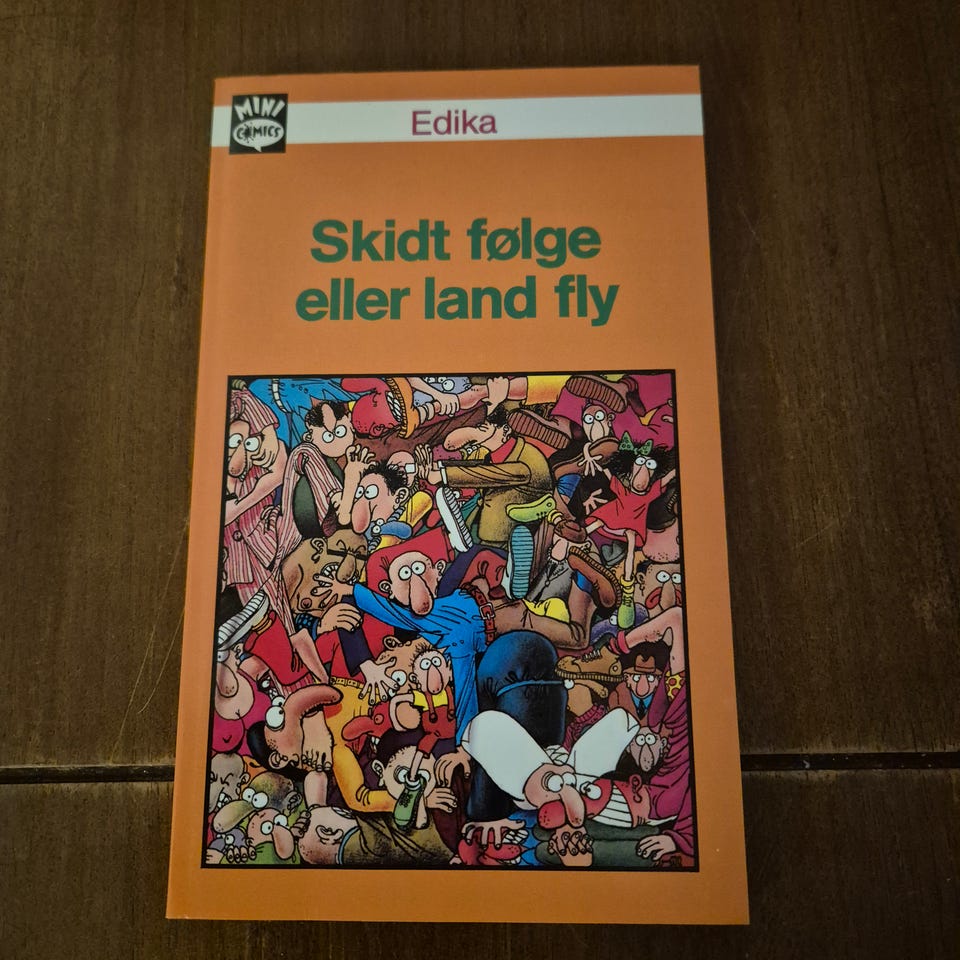 MINI
COMICS
Edika
Skidt følge
eller land fly